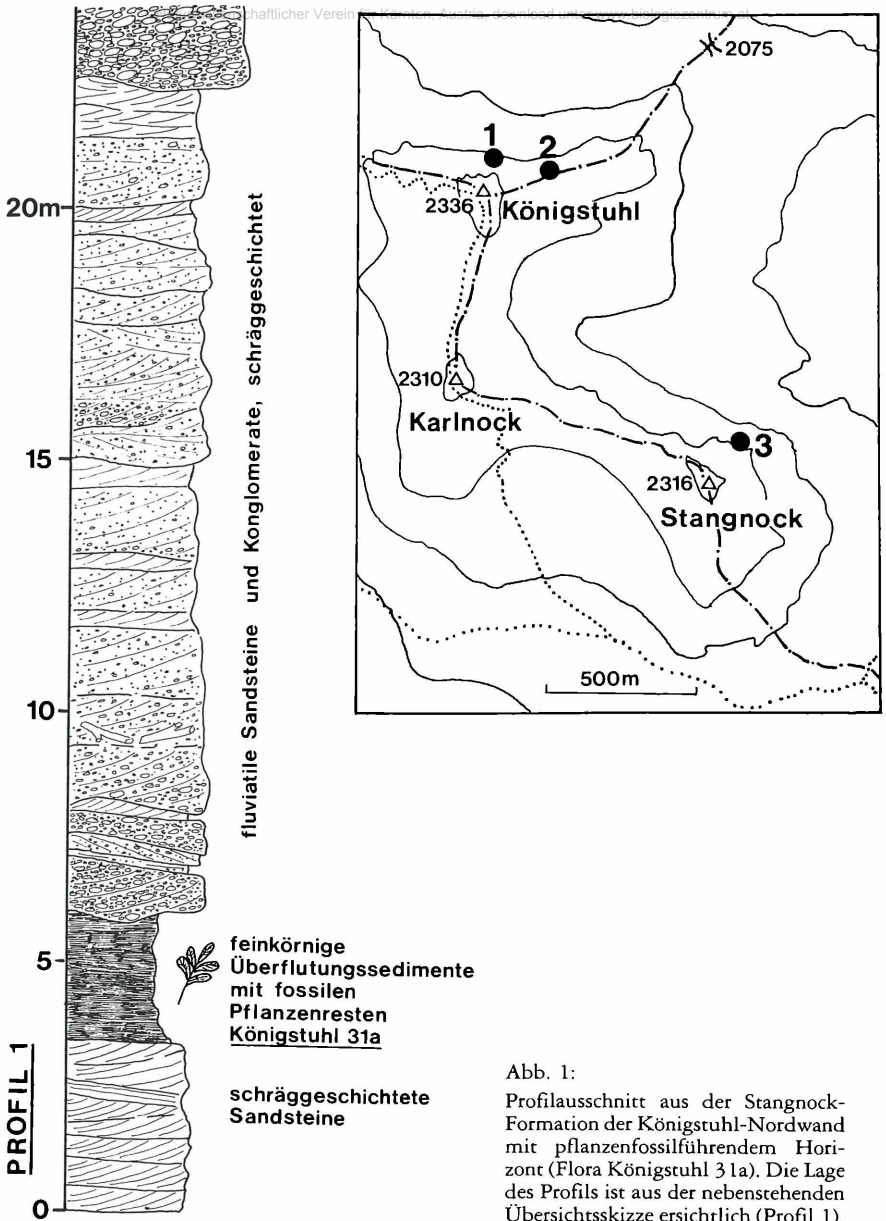 schaftlicher Verein für Kärnten, Austria, download unter www.biologiezentrum.at
2075
1
2
20m
2336
Königstuhl
fluviatile Sandsteine und Konglomerate, schräggeschichtet
2310
Karlnock
15
3
2316
Stangnock
500m
10
5
feinkörnige
Überflutungssedimente
mit fossilen
Pflanzenresten
Königstuhl 31a
PROFIL 1
schräggeschichtete
Sandsteine
0
Abb. 1:
Profilausschnitt aus der Stangnock-
Formation der Königstuhl-Nordwand
mit pflanzenfossilführendem Hori-
zont (Flora Königstuhl 31a). Die Lage
des Profils ist aus der nebenstehenden
Übersichtsskizze ersichtlich (Profil 1).